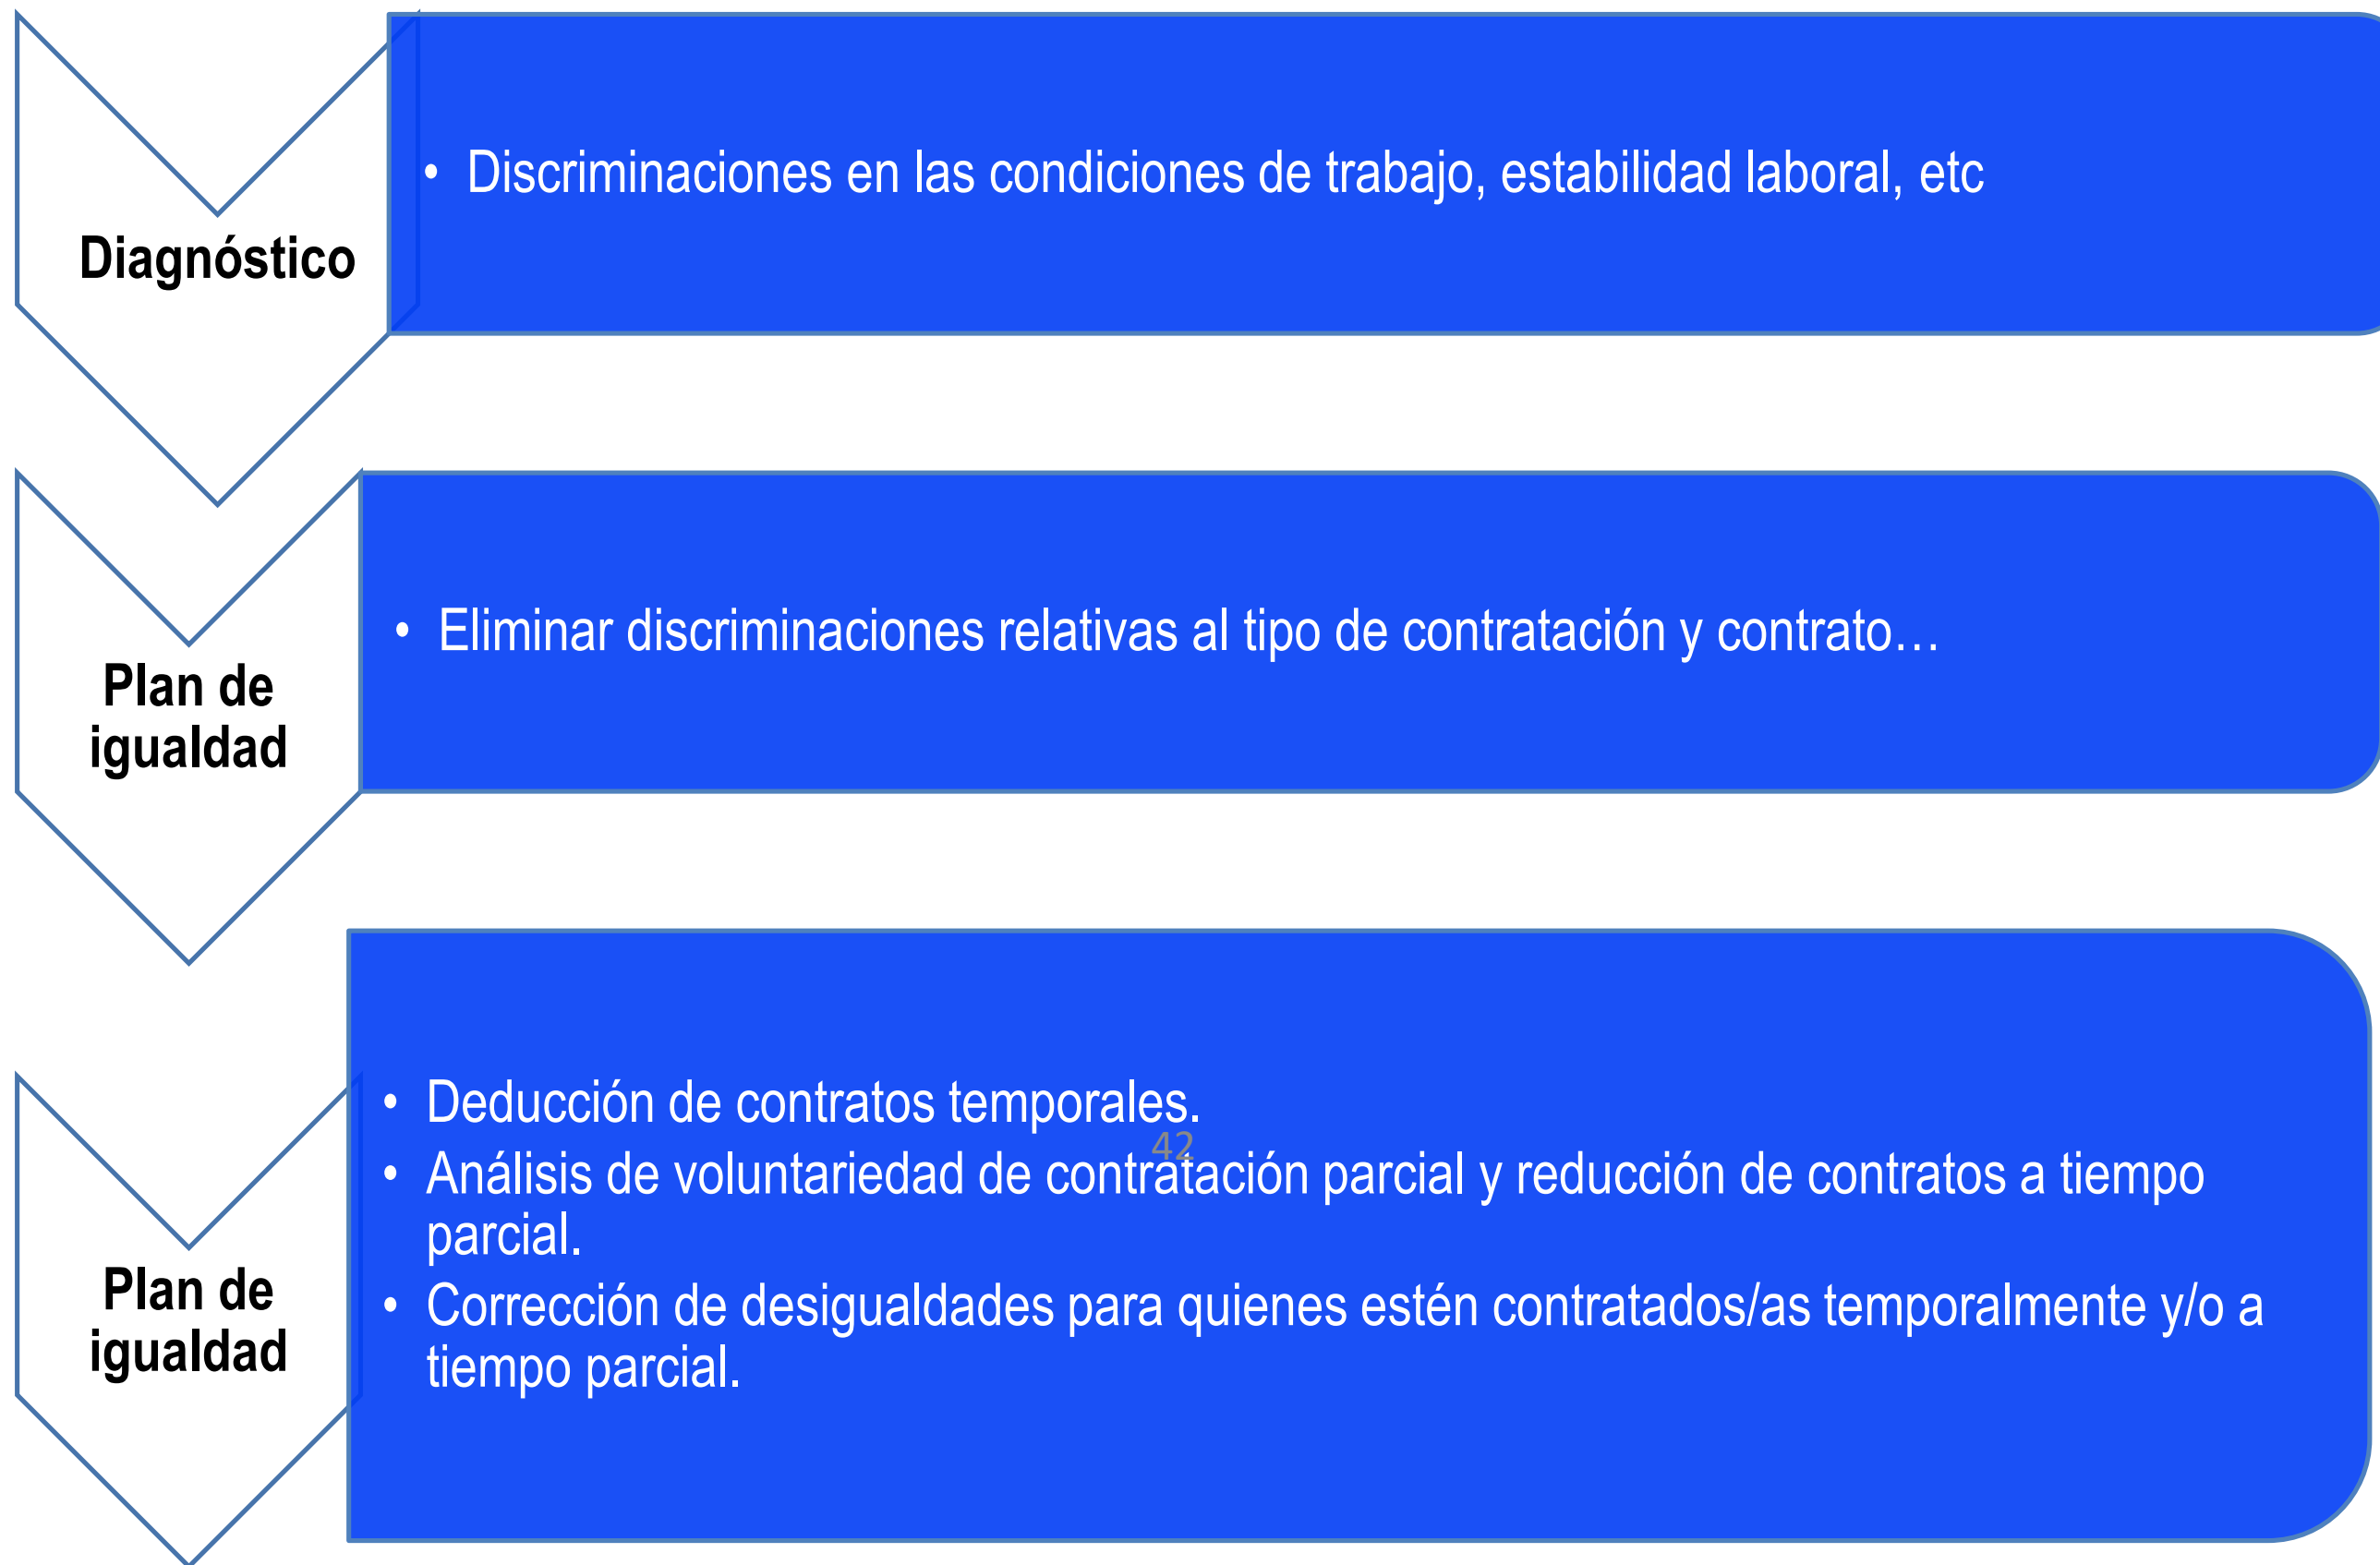 Diagnóstico
• Discriminaciones en las condiciones de trabajo, estabilidad laboral, etc
Plan de
igualdad
• Eliminar discriminaciones relativas al tipo de contratación y contrato…
Plan de
igualdad
• Deducción de contratos temporales.
42
• Análisis de voluntariedad de contratación parcial y reducción de contratos a tiempo
parcial.
• Corrección de desigualdades para quienes estén contratados/as temporalmente y/o a
tiempo parcial.